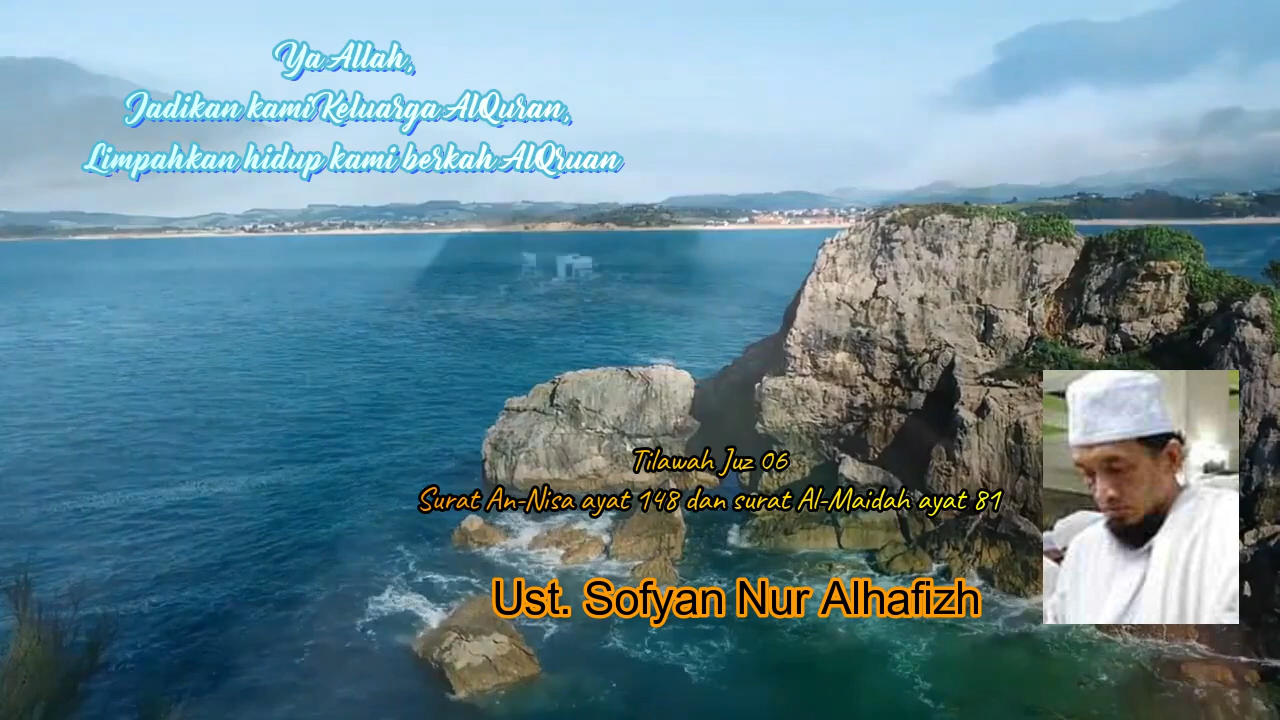 Ya Allah,
Jadikan kami Keluarga AlQuran,
Limpahkan hidup kami berkah AlQruan
Tilawah Juz 06
Surat An-Nisa ayat 148 dan surat Al-Maidah ayat 81
Ust. Sofyan Nur Alhafizh